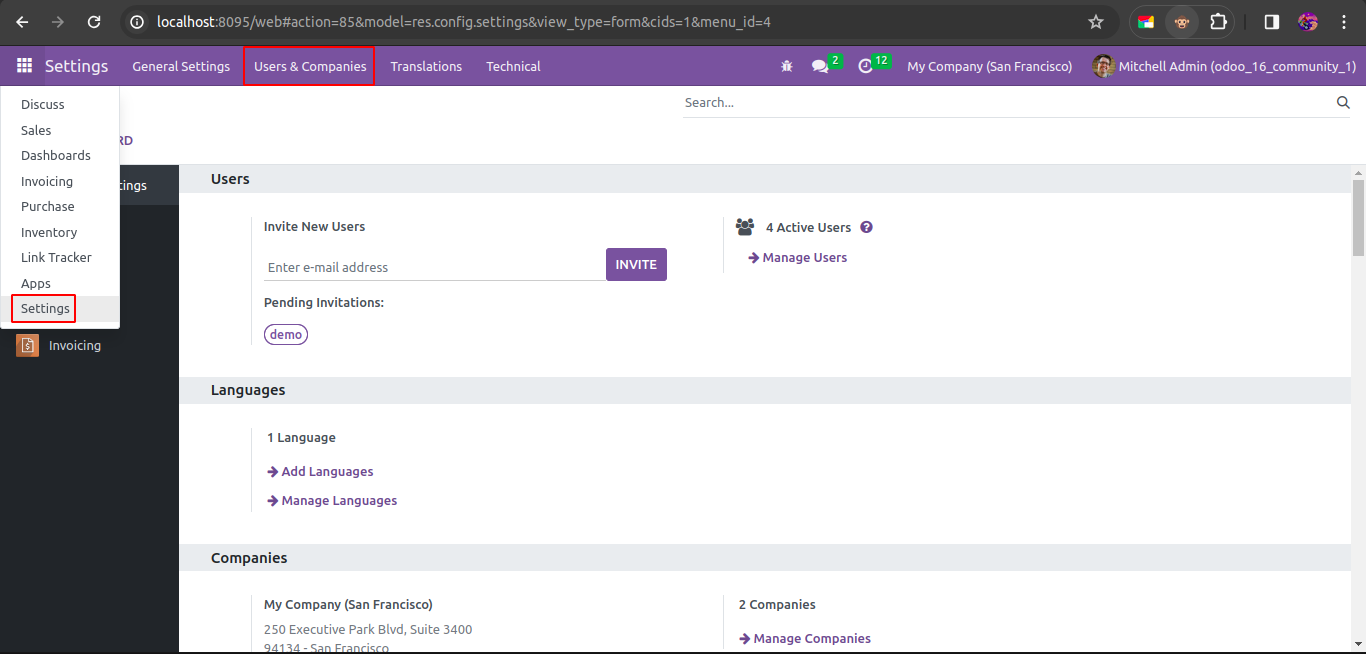 localhost:8095/web#action=85&model=res.config.settings&view_type=form&cids=1&menu_id=4
Settings General Settings Users & Companies Translations Technical 2 12 My Company (San Francisco) Mitchell Admin (odoo_16_community_1)
Discuss
Sales
Dashboards
Invoicing
Purchase
Inventory
Link Tracker
Apps
Settings
Search...
RD
tings
Invoicing
Users
Invite New Users
Enter e-mail address
INVITE
Pending Invitations:
demo
4 Active Users ?
Manage Users
Languages
1 Language
Add Languages
Manage Languages
Companies
My Company (San Francisco)
250 Executive Park Blvd, Suite 3400
94134 - San Francisco
2 Companies
Manage Companies